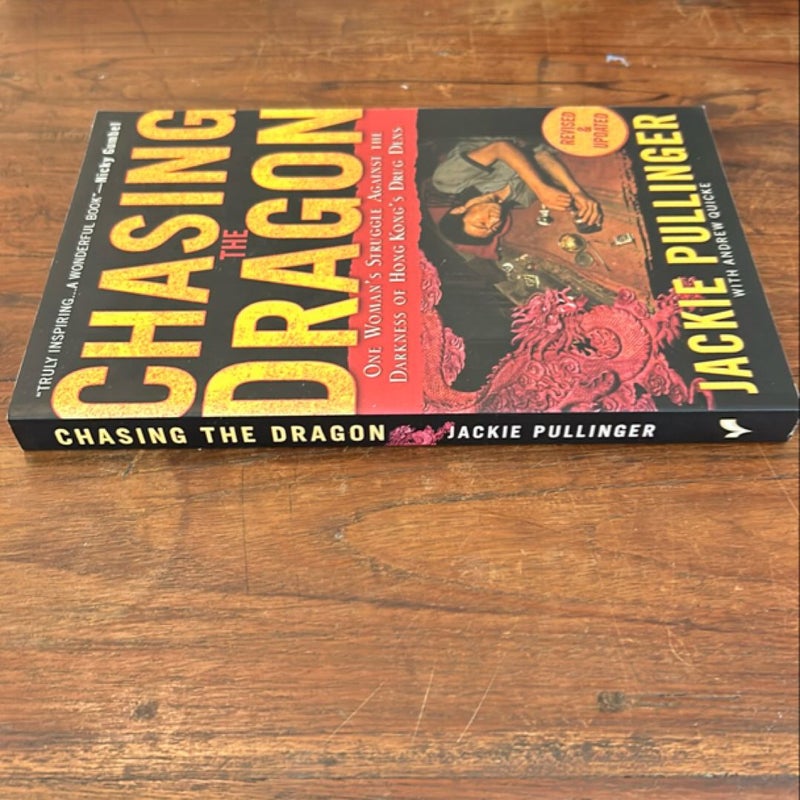 "TRULY INSPIRING...A WONDERFUL BOOK"—Nicky Gumbel
CHASING
THE
DRAGON
ONE WOMAN'S STRUGGLE AGAINST THE
DARKNESS OF HONG KONG'S DRUG DENS
REVISED
&
UPDATED
JACKIE PULLINGER
WITH ANDREW QUICKE
CHASING THE DRAGON JACKIE PULLINGER